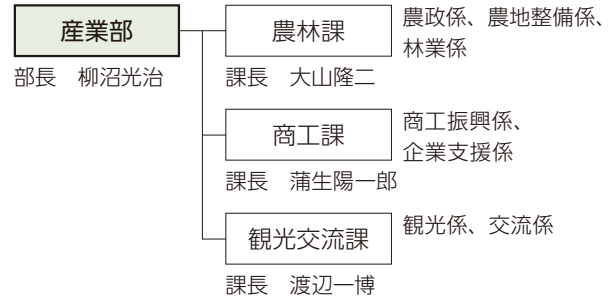 産業部
部長　柳沼光治
農林課
課長　大山隆二
農政係、農地整備係、
林業係
商工課
課長　蒲生陽一郎
商工振興係、
企業支援係
観光交流課
課長　渡辺一博
観光係、交流係